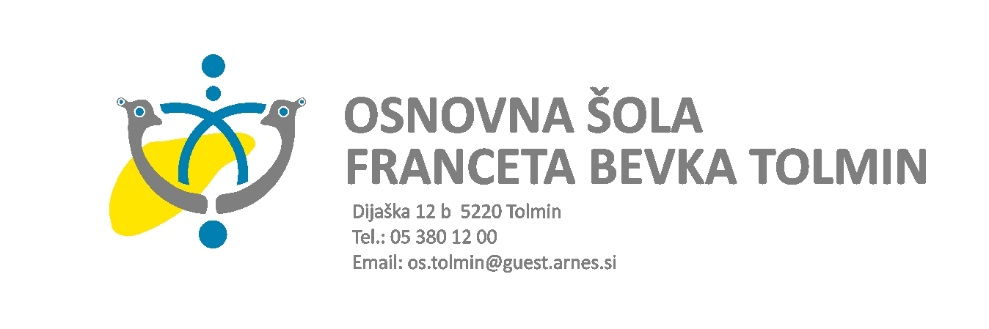 OSNOVNA ŠOLA
FRANCETA BEVKA TOLMIN
Dijaška 12 b  5220 Tolmin
Tel.: 05 380 12 00
Email: os.tolmin@guest.arnes.si